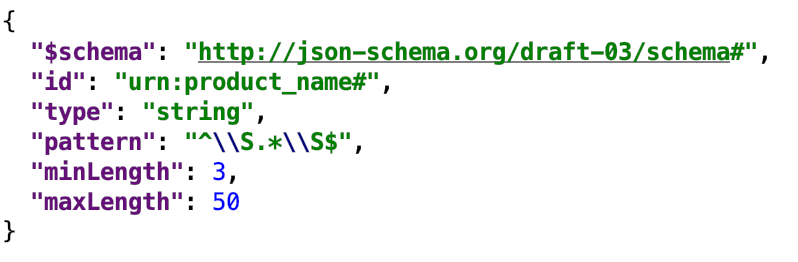 {
  "$schema": "http://json-schema.org/draft-03/schema#",
  "id": "urn:product_name#",
  "type": "string",
  "pattern": "^\\S.*\\S$",
  "minLength": 3,
  "maxLength": 50
}